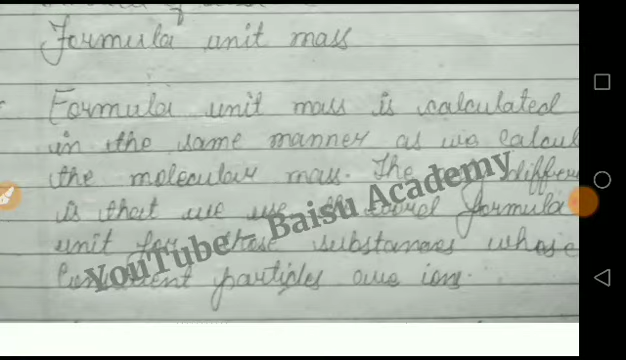 Formula unit mass
Formula unit mass is calculated
in the same manner as we calcul
the molecular mass. The differ
is that we use the word formula
unit for those substances whose
particles are ions.
YouTube - Baisu Academy